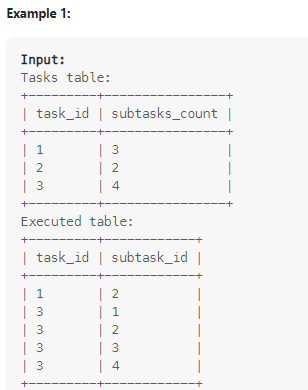 Example 1:
Input:
Tasks table:
+---------+----------------+
| task_id | subtasks_count |
+---------+----------------+
| 1       | 3              |
| 2       | 2              |
| 3       | 4              |
+---------+----------------+
Executed table:
+---------+------------+
| task_id | subtask_id |
+---------+------------+
| 1       | 2          |
| 3       | 1          |
| 3       | 2          |
| 3       | 3          |
| 3       | 4          |
+---------+------------+